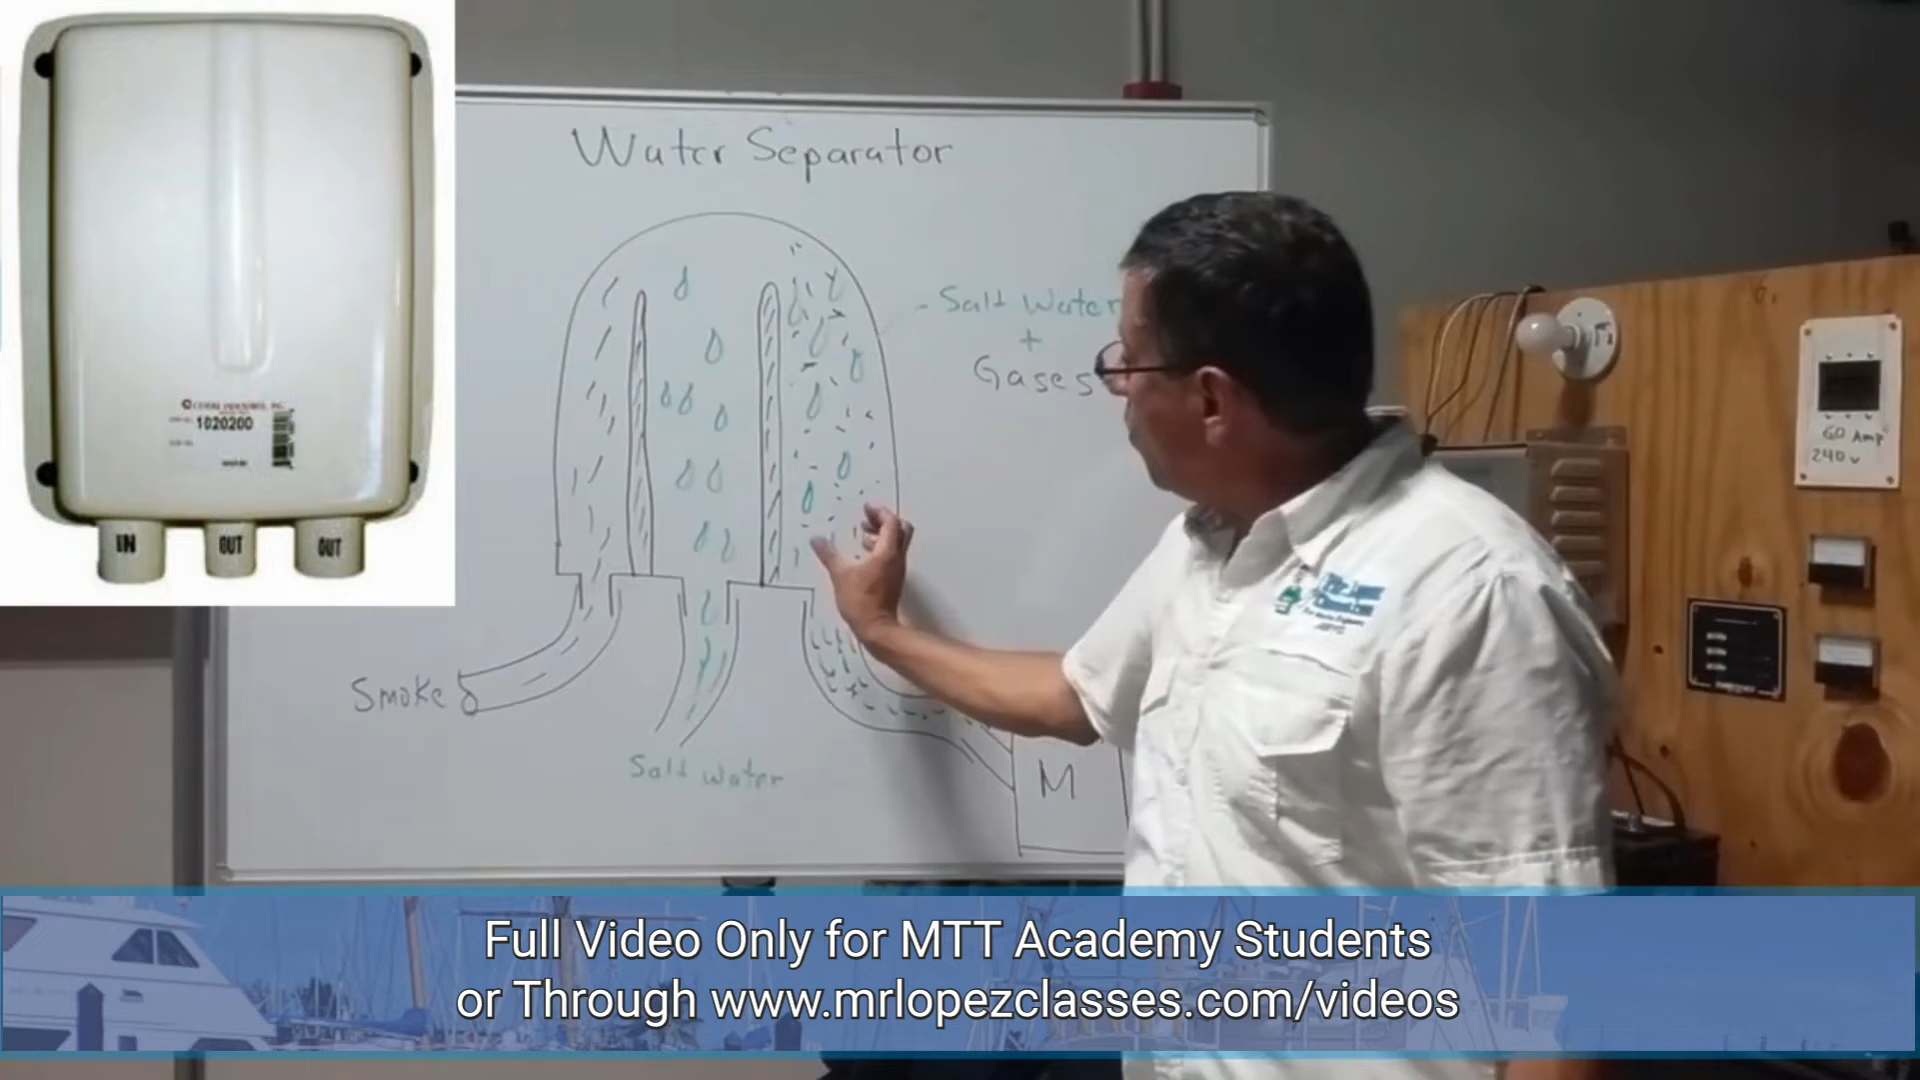 Water Separator
1020200
IN
OUT
OUT
Salt Water
+
Gases
Smoke
Salt water
M
60 Amp
240 v
Full Video Only for MTT Academy Students
or Through www.mrlopezclasses.com/videos